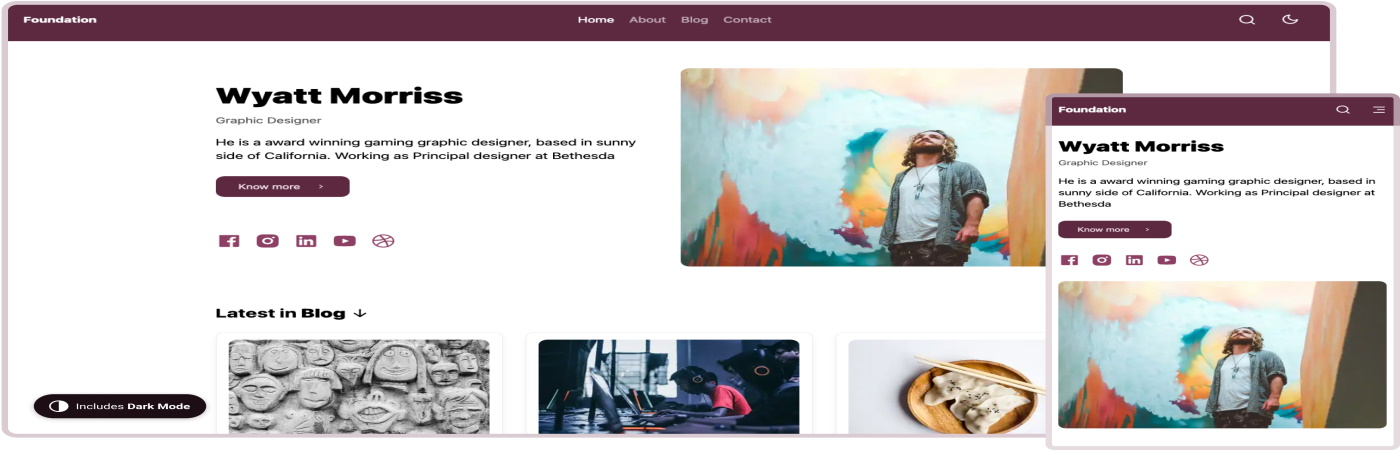 Foundation
Home About Blog Contact
Wyatt Morriss
Graphic Designer
He is a award winning gaming graphic designer, based in sunny
side of California. Working as Principal designer at Bethesda
Know more >
Latest in Blog ↓
Includes Dark Mode
Foundation
Wyatt Morriss
Graphic Designer
He is a award winning gaming graphic designer, based in
sunny side of California. Working as Principal designer at
Bethesda
Know more >